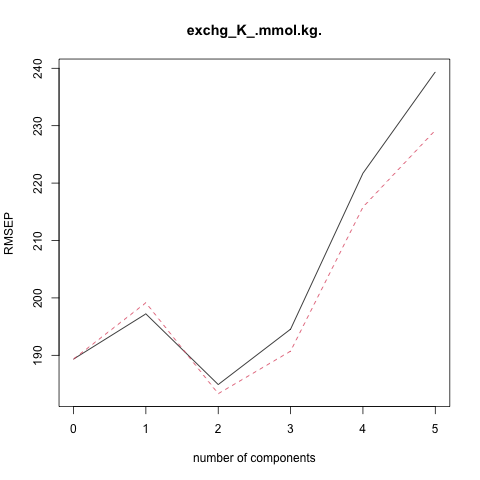 exchg_K_.mmol.kg.
240
230
220
210
200
190
RMSEP
0 1 2 3 4 5
number of components